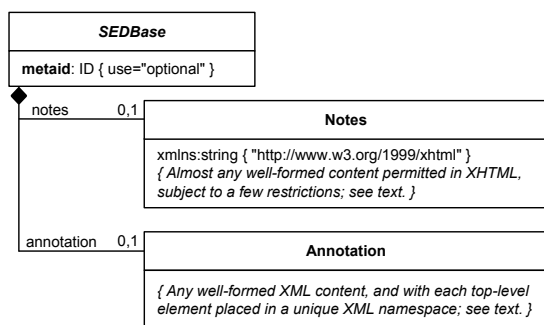 SEDBase
metaid: ID { use="optional" }
notes 0,1
Notes
xmlns:string { "http://www.w3.org/1999/xhtml" }
{ Almost any well-formed content permitted in XHTML,
subject to a few restrictions; see text. }
annotation 0,1
Annotation
{ Any well-formed XML content, and with each top-level
element placed in a unique XML namespace; see text. }